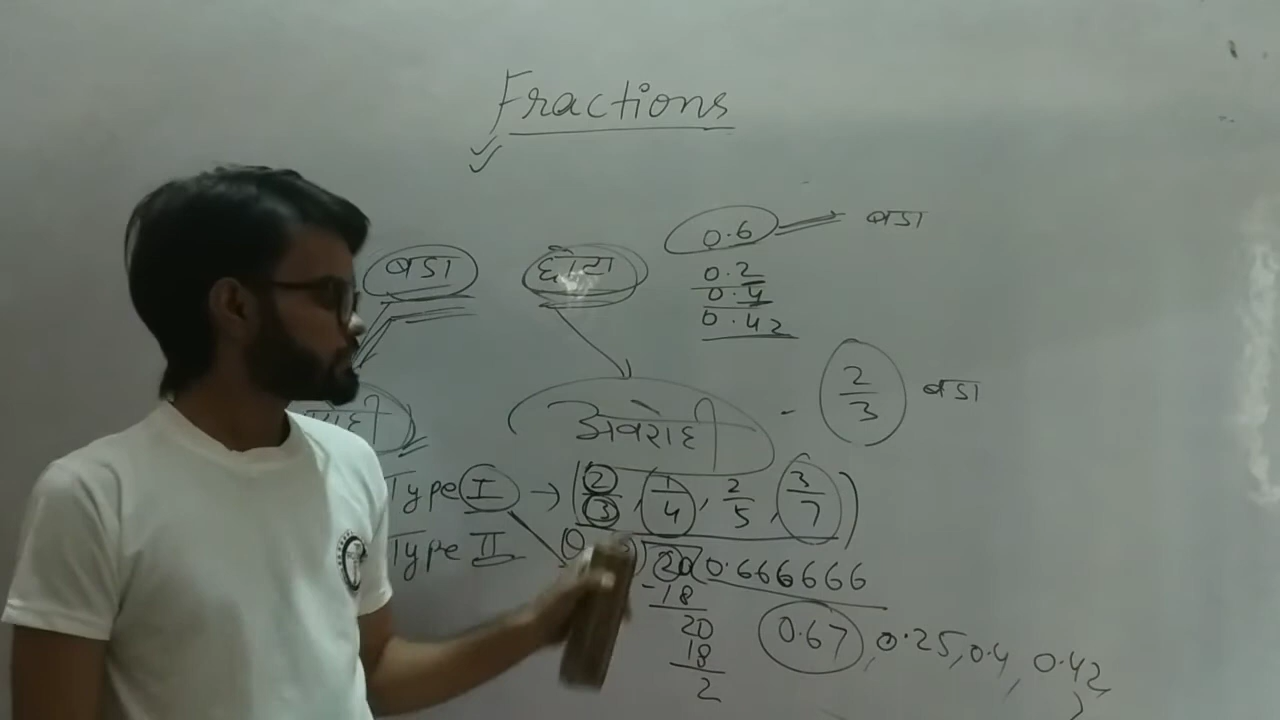 Fractions
0.6 बडा
बडा छोटा 0.2
0.4
0.42
2/3 बडा
अवरोही -
Type I → (2/3, 1/4, 2/5, 3/7)
Type II 20(0.666666
-18
20 0.67, 0.25, 0.4, 0.42,
18
2